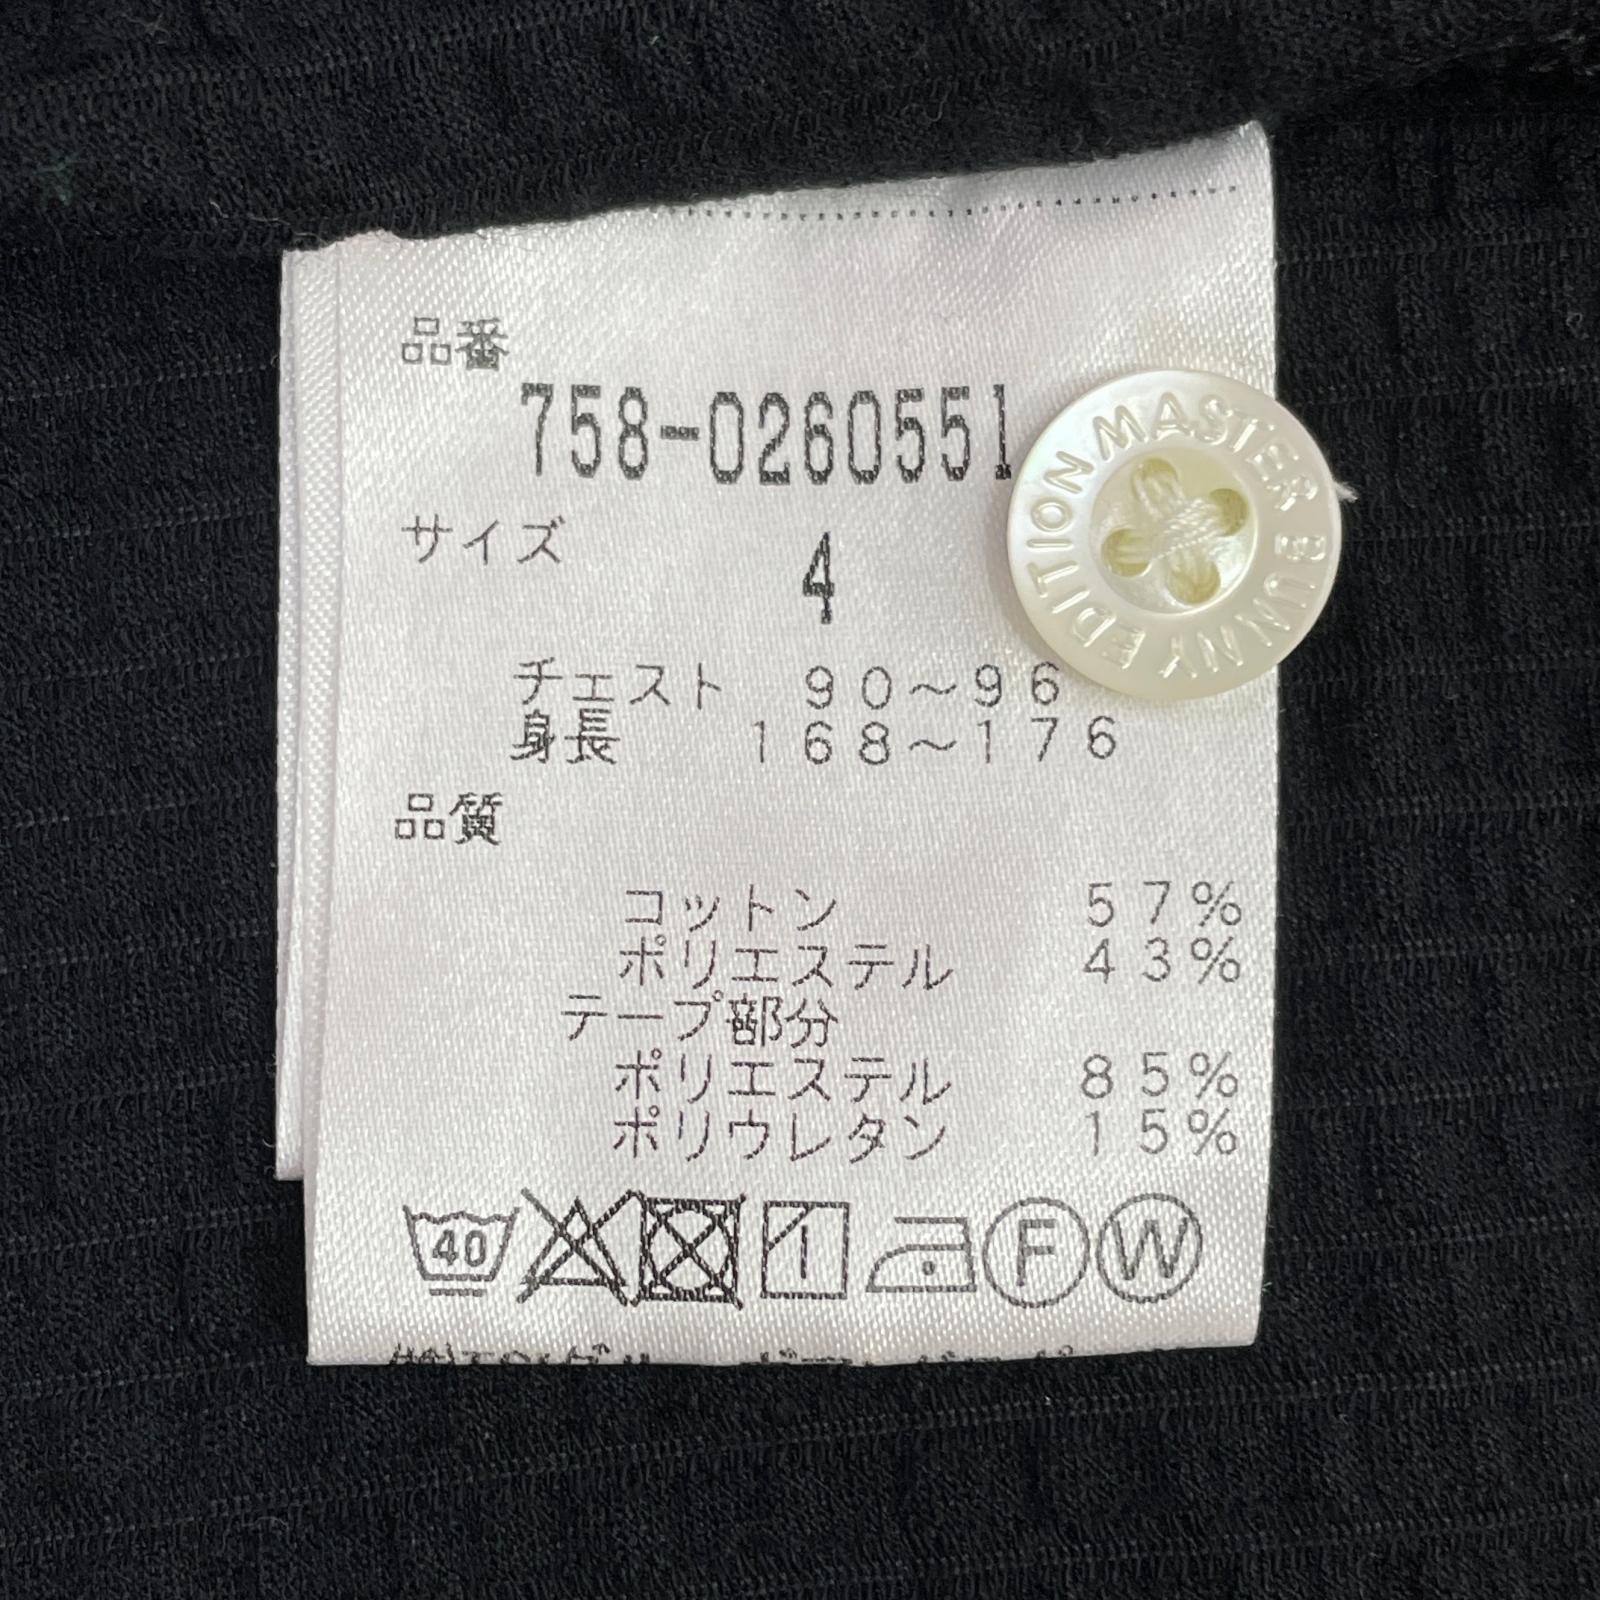 品番
758-0260551
サイズ
4
チェスト 90～96
身長 168～176
品質
コットン 57%
ポリエステル 43%
テープ部分
ポリエステル 85%
ポリウレタン 15%
40
F W
MASTER BUNNY EDITION